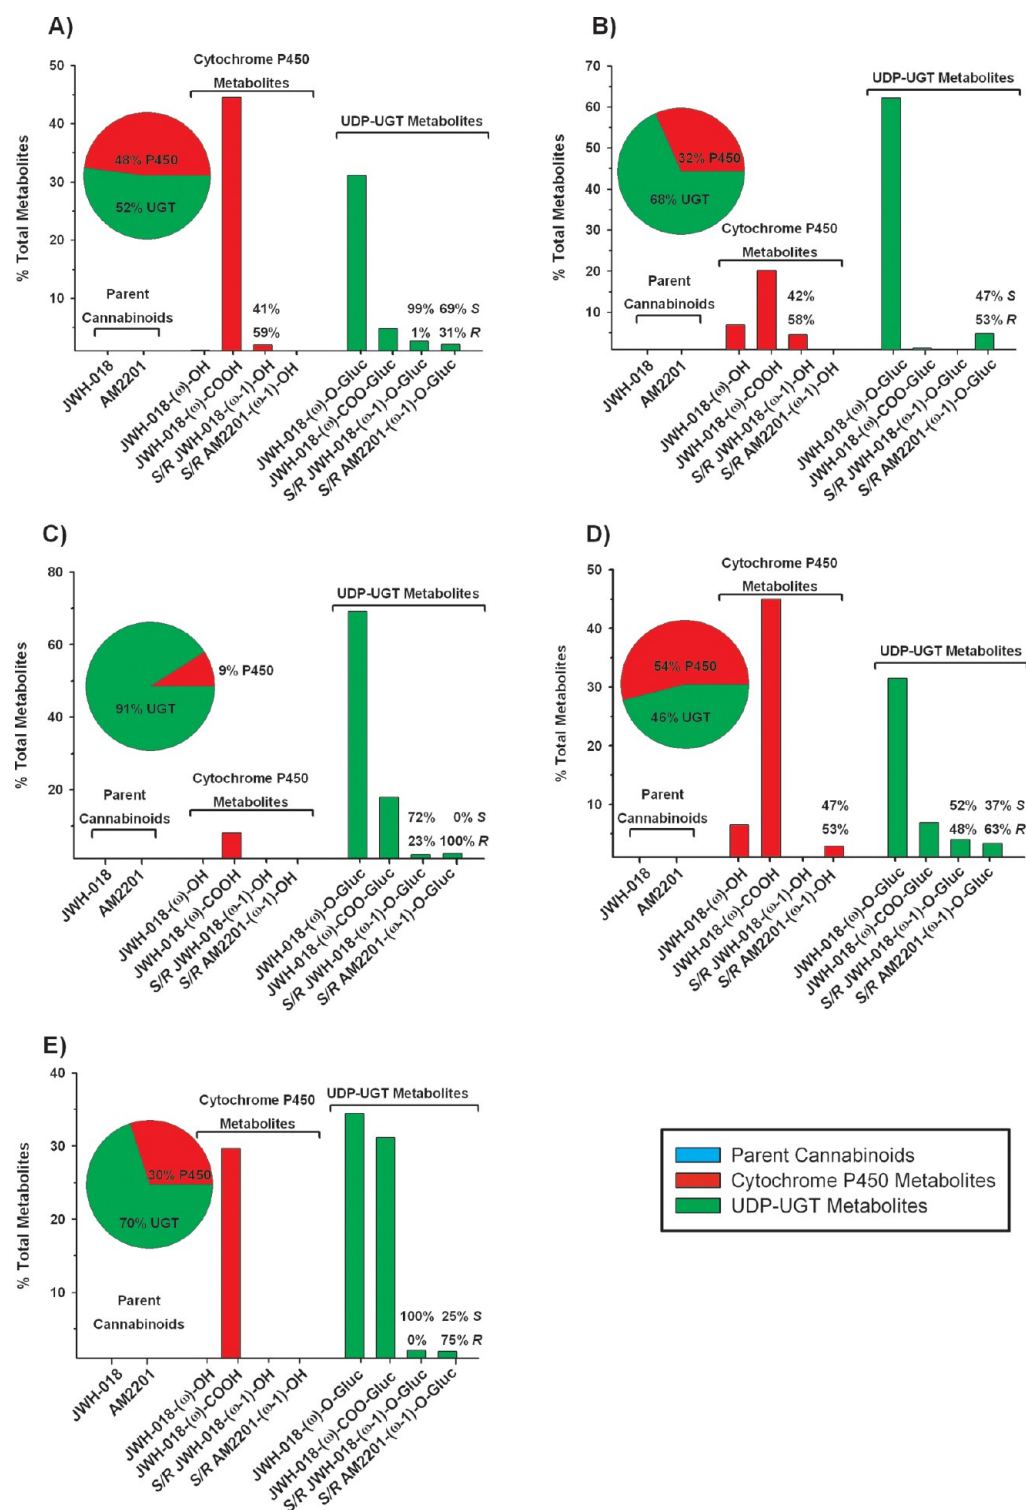 A)
% Total Metabolites
50
40
30
20
10
Cytochrome P450
Metabolites
UDP-UGT Metabolites
48% P450
52% UGT
Parent
Cannabinoids
41%
59%
99% 69% S
1% 31% R
JWH-018
AM2201
JWH-018-(ω)-OH
JWH-018-(ω)-COOH
S/R JWH-018-(ω-1)-OH
S/R AM2201-(ω-1)-OH
JWH-018-(ω)-O-Gluc
JWH-018-(ω)-COO-Gluc
S/R JWH-018-(ω-1)-O-Gluc
S/R AM2201-(ω-1)-O-Gluc
B)
% Total Metabolites
70
60
50
40
30
20
10
UDP-UGT Metabolites
32% P450
68% UGT
Cytochrome P450
Metabolites
Parent
Cannabinoids
42%
58%
47% S
53% R
JWH-018
AM2201
JWH-018-(ω)-OH
JWH-018-(ω)-COOH
S/R JWH-018-(ω-1)-OH
S/R AM2201-(ω-1)-OH
JWH-018-(ω)-O-Gluc
JWH-018-(ω)-COO-Gluc
S/R JWH-018-(ω-1)-O-Gluc
S/R AM2201-(ω-1)-O-Gluc
C)
% Total Metabolites
80
60
40
20
UDP-UGT Metabolites
9% P450
91% UGT
Cytochrome P450
Metabolites
Parent
Cannabinoids
72% 0% S
23% 100% R
JWH-018
AM2201
JWH-018-(ω)-OH
JWH-018-(ω)-COOH
S/R JWH-018-(ω-1)-OH
S/R AM2201-(ω-1)-OH
JWH-018-(ω)-O-Gluc
JWH-018-(ω)-COO-Gluc
S/R JWH-018-(ω-1)-O-Gluc
S/R AM2201-(ω-1)-O-Gluc
D)
% Total Metabolites
50
40
30
20
10
Cytochrome P450
Metabolites
UDP-UGT Metabolites
54% P450
46% UGT
Parent
Cannabinoids
47%
53%
52% 37% S
48% 63% R
JWH-018
AM2201
JWH-018-(ω)-OH
JWH-018-(ω)-COOH
S/R JWH-018-(ω-1)-OH
S/R AM2201-(ω-1)-OH
JWH-018-(ω)-O-Gluc
JWH-018-(ω)-COO-Gluc
S/R JWH-018-(ω-1)-O-Gluc
S/R AM2201-(ω-1)-O-Gluc
E)
% Total Metabolites
40
30
20
10
UDP-UGT Metabolites
Cytochrome P450
Metabolites
30% P450
70% UGT
Parent
Cannabinoids
100% 25% S
0% 75% R
JWH-018
AM2201
JWH-018-(ω)-OH
JWH-018-(ω)-COOH
S/R JWH-018-(ω-1)-OH
S/R AM2201-(ω-1)-OH
JWH-018-(ω)-O-Gluc
JWH-018-(ω)-COO-Gluc
S/R JWH-018-(ω-1)-O-Gluc
S/R AM2201-(ω-1)-O-Gluc
Parent Cannabinoids
Cytochrome P450 Metabolites
UDP-UGT Metabolites